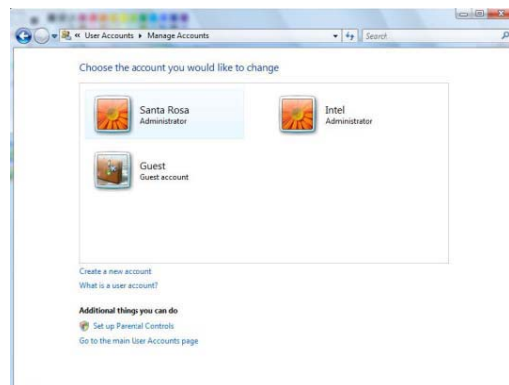 « User Accounts ▸ Manage Accounts
Search
Choose the account you would like to change
Santa Rosa
Administrator
Intel
Administrator
Guest
Guest account
Create a new account
What is a user account?
Additional things you can do
Set up Parental Controls
Go to the main User Accounts page